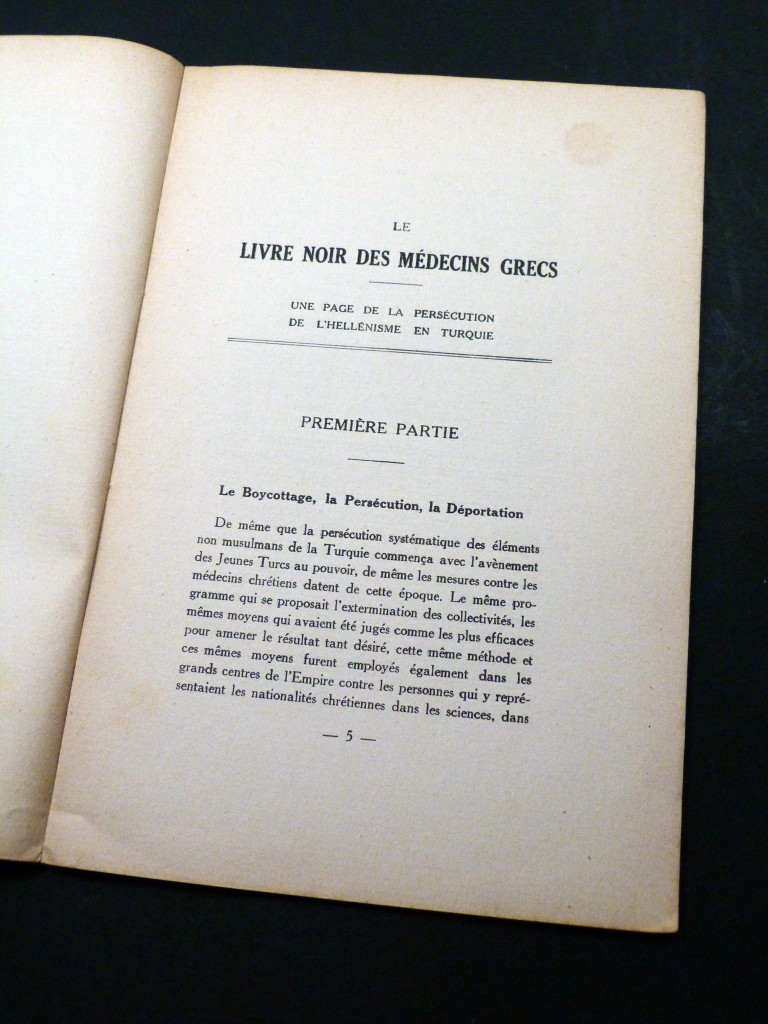 LE
LIVRE NOIR DES MÉDECINS GRECS
UNE PAGE DE LA PERSÉCUTION
DE L'HELLÉNISME EN TURQUIE
PREMIÈRE PARTIE
Le Boycottage, la Persécution, la Déportation
De même que la persécution systématique des éléments
non musulmans de la Turquie commença avec l'avènement
des Jeunes Turcs au pouvoir, de même les mesures contre les
médecins chrétiens datent de cette époque. Le même pro-
gramme qui se proposait l'extermination des collectivités, les
mêmes moyens qui avaient été jugés comme les plus efficaces
pour amener le résultat tant désiré, cette même méthode et
ces mêmes moyens furent employés également dans les
grands centres de l'Empire contre les personnes qui y repré-
sentaient les nationalités chrétiennes dans les sciences, dans
— 5 —